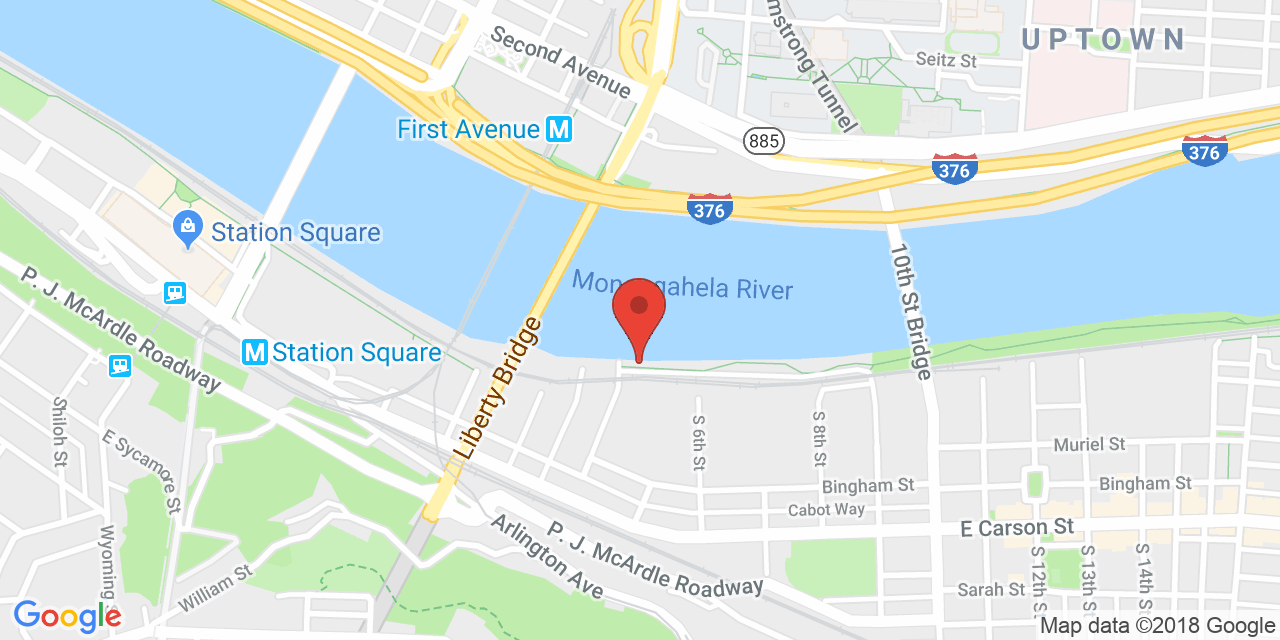 Second Avenue
Armstrong Tunnel
UPTOWN
Seitz St
First Avenue
M
885
376
376
376
Station Square
Monongahela River
10th St Bridge
P. J. McArdle Roadway
M
Station Square
Liberty Bridge
Shiloh St
E Sycamore St
S 6th St
S 8th St
Muriel St
Bingham St
Bingham St
Cabot Way
E Carson St
Wyoming S
William St
Arlington Ave
P. J. McArdle Roadway
S 12th St
S 13th St
S 14th St
Sarah St
Google
Map data ©2018 Google